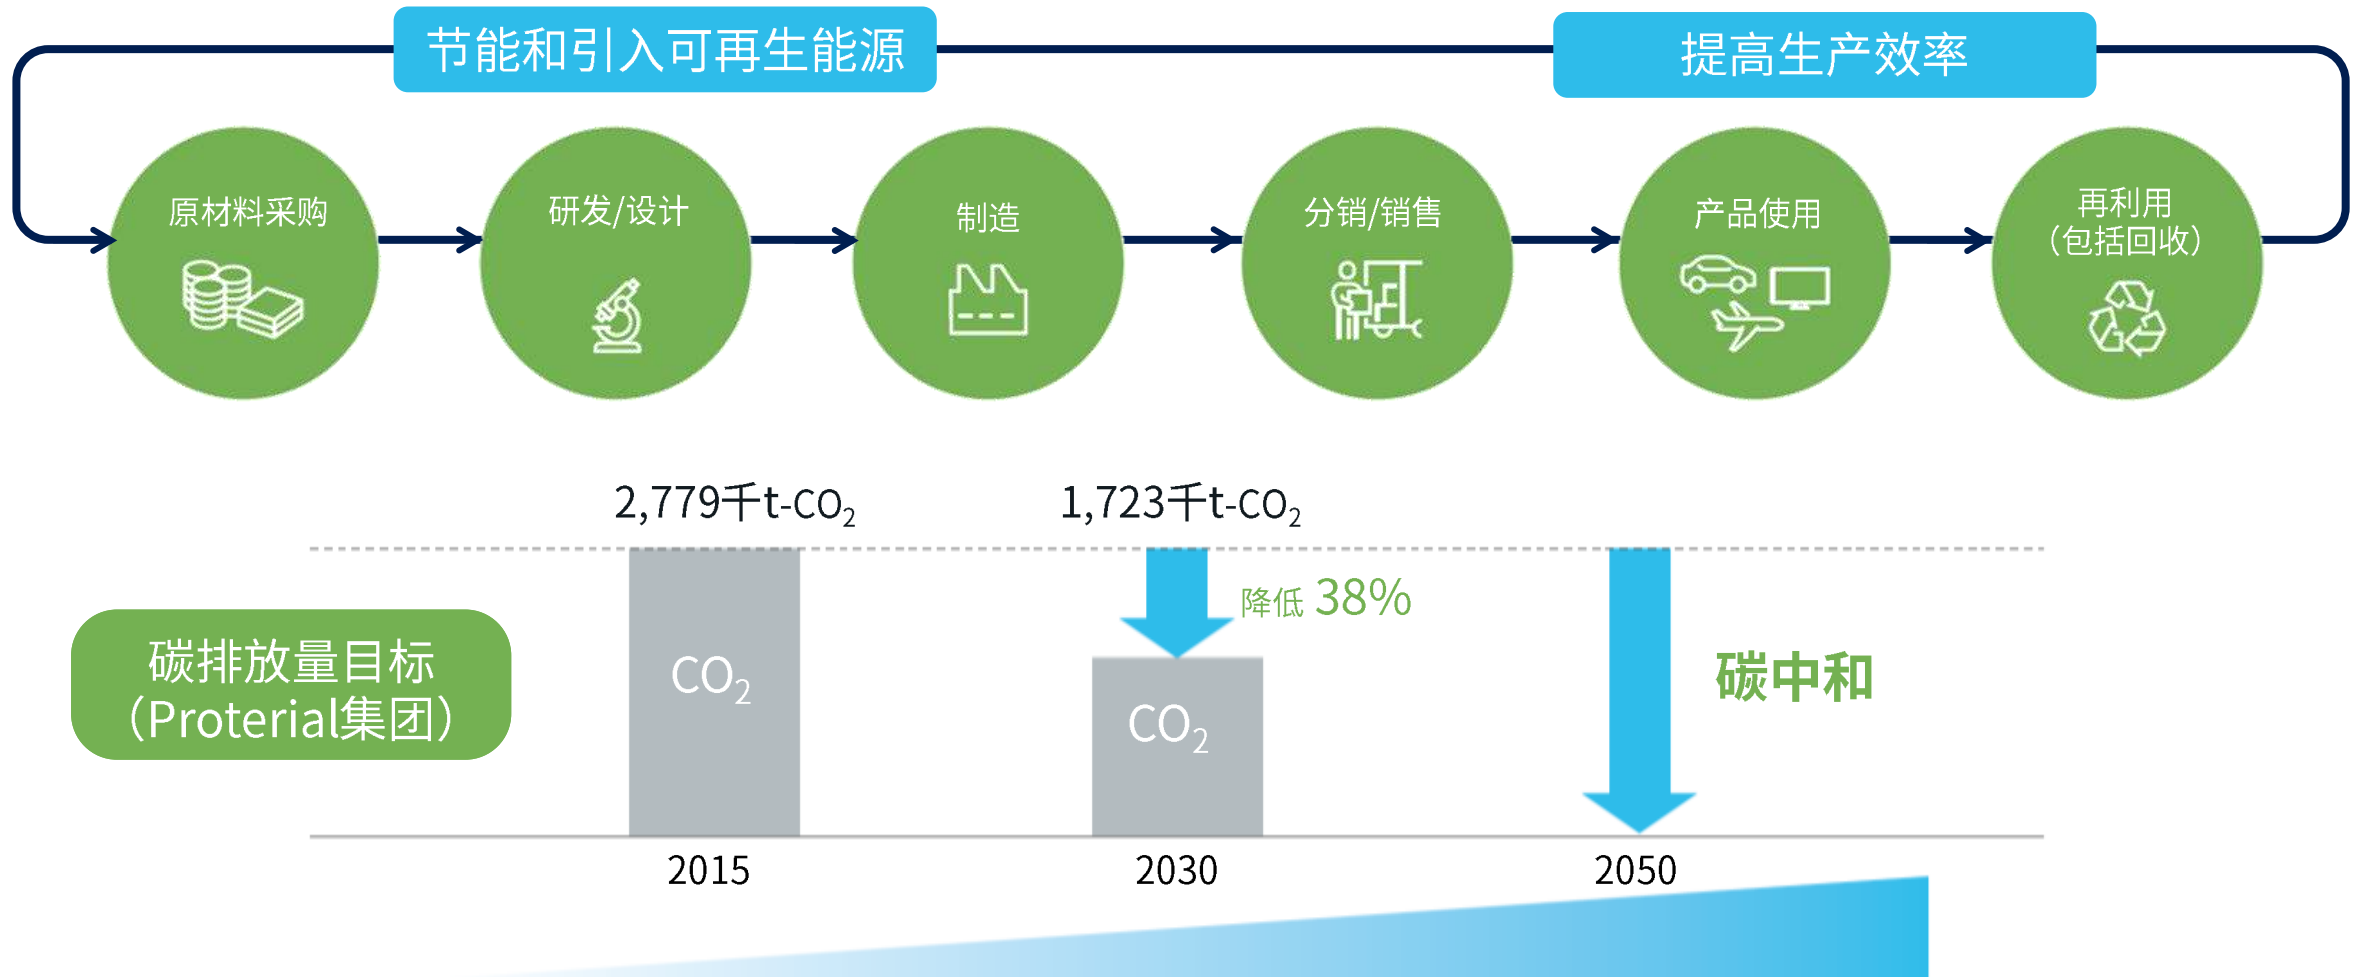 节能和引入可再生能源
提高生产效率
原材料采购
研发/设计
制造
分销/销售
产品使用
再利用
（包括回收）
2,779千t-CO₂
1,723千t-CO₂
降低 38%
碳排放量目标
（Proterial集团）
CO₂
CO₂
碳中和
2015
2030
2050